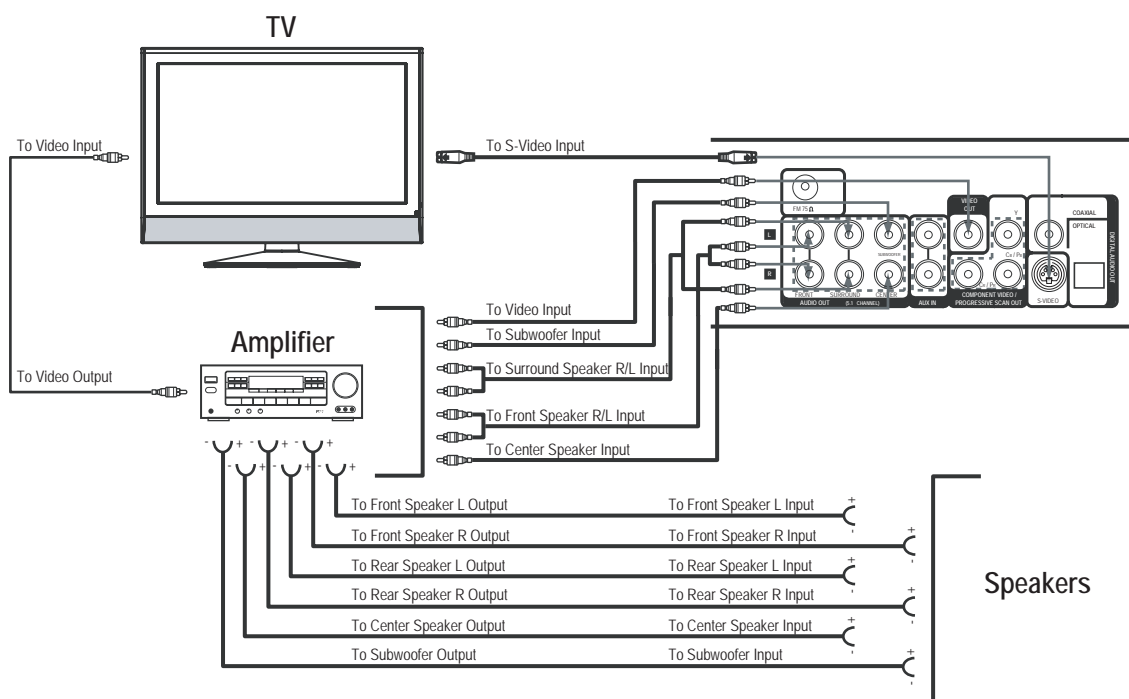 TV
To Video Input
To S-Video Input
FM 75 Ω
VIDEO OUT
Y
COAXIAL
OPTICAL
DIGITAL AUDIO OUT
L
SUBWOOFER
R
FRONT
SURROUND
CENTER
AUDIO OUT
(5.1 CHANNEL)
AUX IN
COMPONENT VIDEO /
PROGRESSIVE SCAN OUT
S-VIDEO
To Video Input
To Subwoofer Input
Amplifier
To Surround Speaker R/L Input
To Video Output
To Front Speaker R/L Input
To Center Speaker Input
- + - + - +
- + - + - +
To Front Speaker L Output To Front Speaker L Input + -
To Front Speaker R Output To Front Speaker R Input + -
To Rear Speaker L Output To Rear Speaker L Input + -
To Rear Speaker R Output To Rear Speaker R Input + -
To Center Speaker Output To Center Speaker Input + -
To Subwoofer Output To Subwoofer Input + -
Speakers